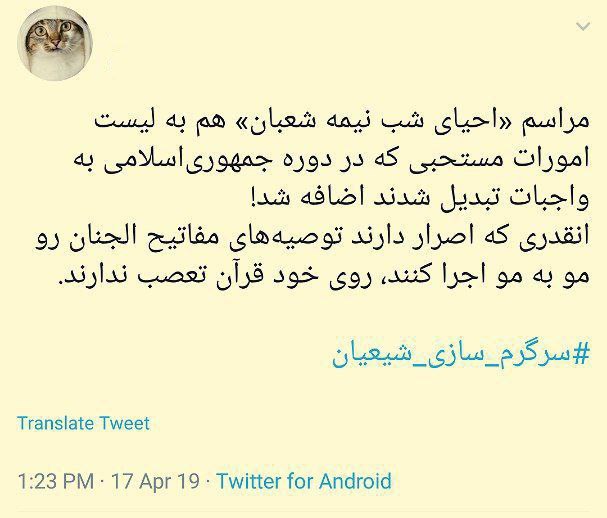 مراسم «احیای شب نیمه شعبان» هم به لیست
امورات مستحبی که در دوره جمهوری‌اسلامی به
واجبات تبدیل شدند اضافه شد!
انقدری که اصرار دارند توصیه‌های مفاتیح الجنان رو
مو به مو اجرا کنند، روی خود قرآن تعصب ندارند.
#سرگرم_سازی_شیعیان
Translate Tweet
1:23 PM · 17 Apr 19 · Twitter for Android